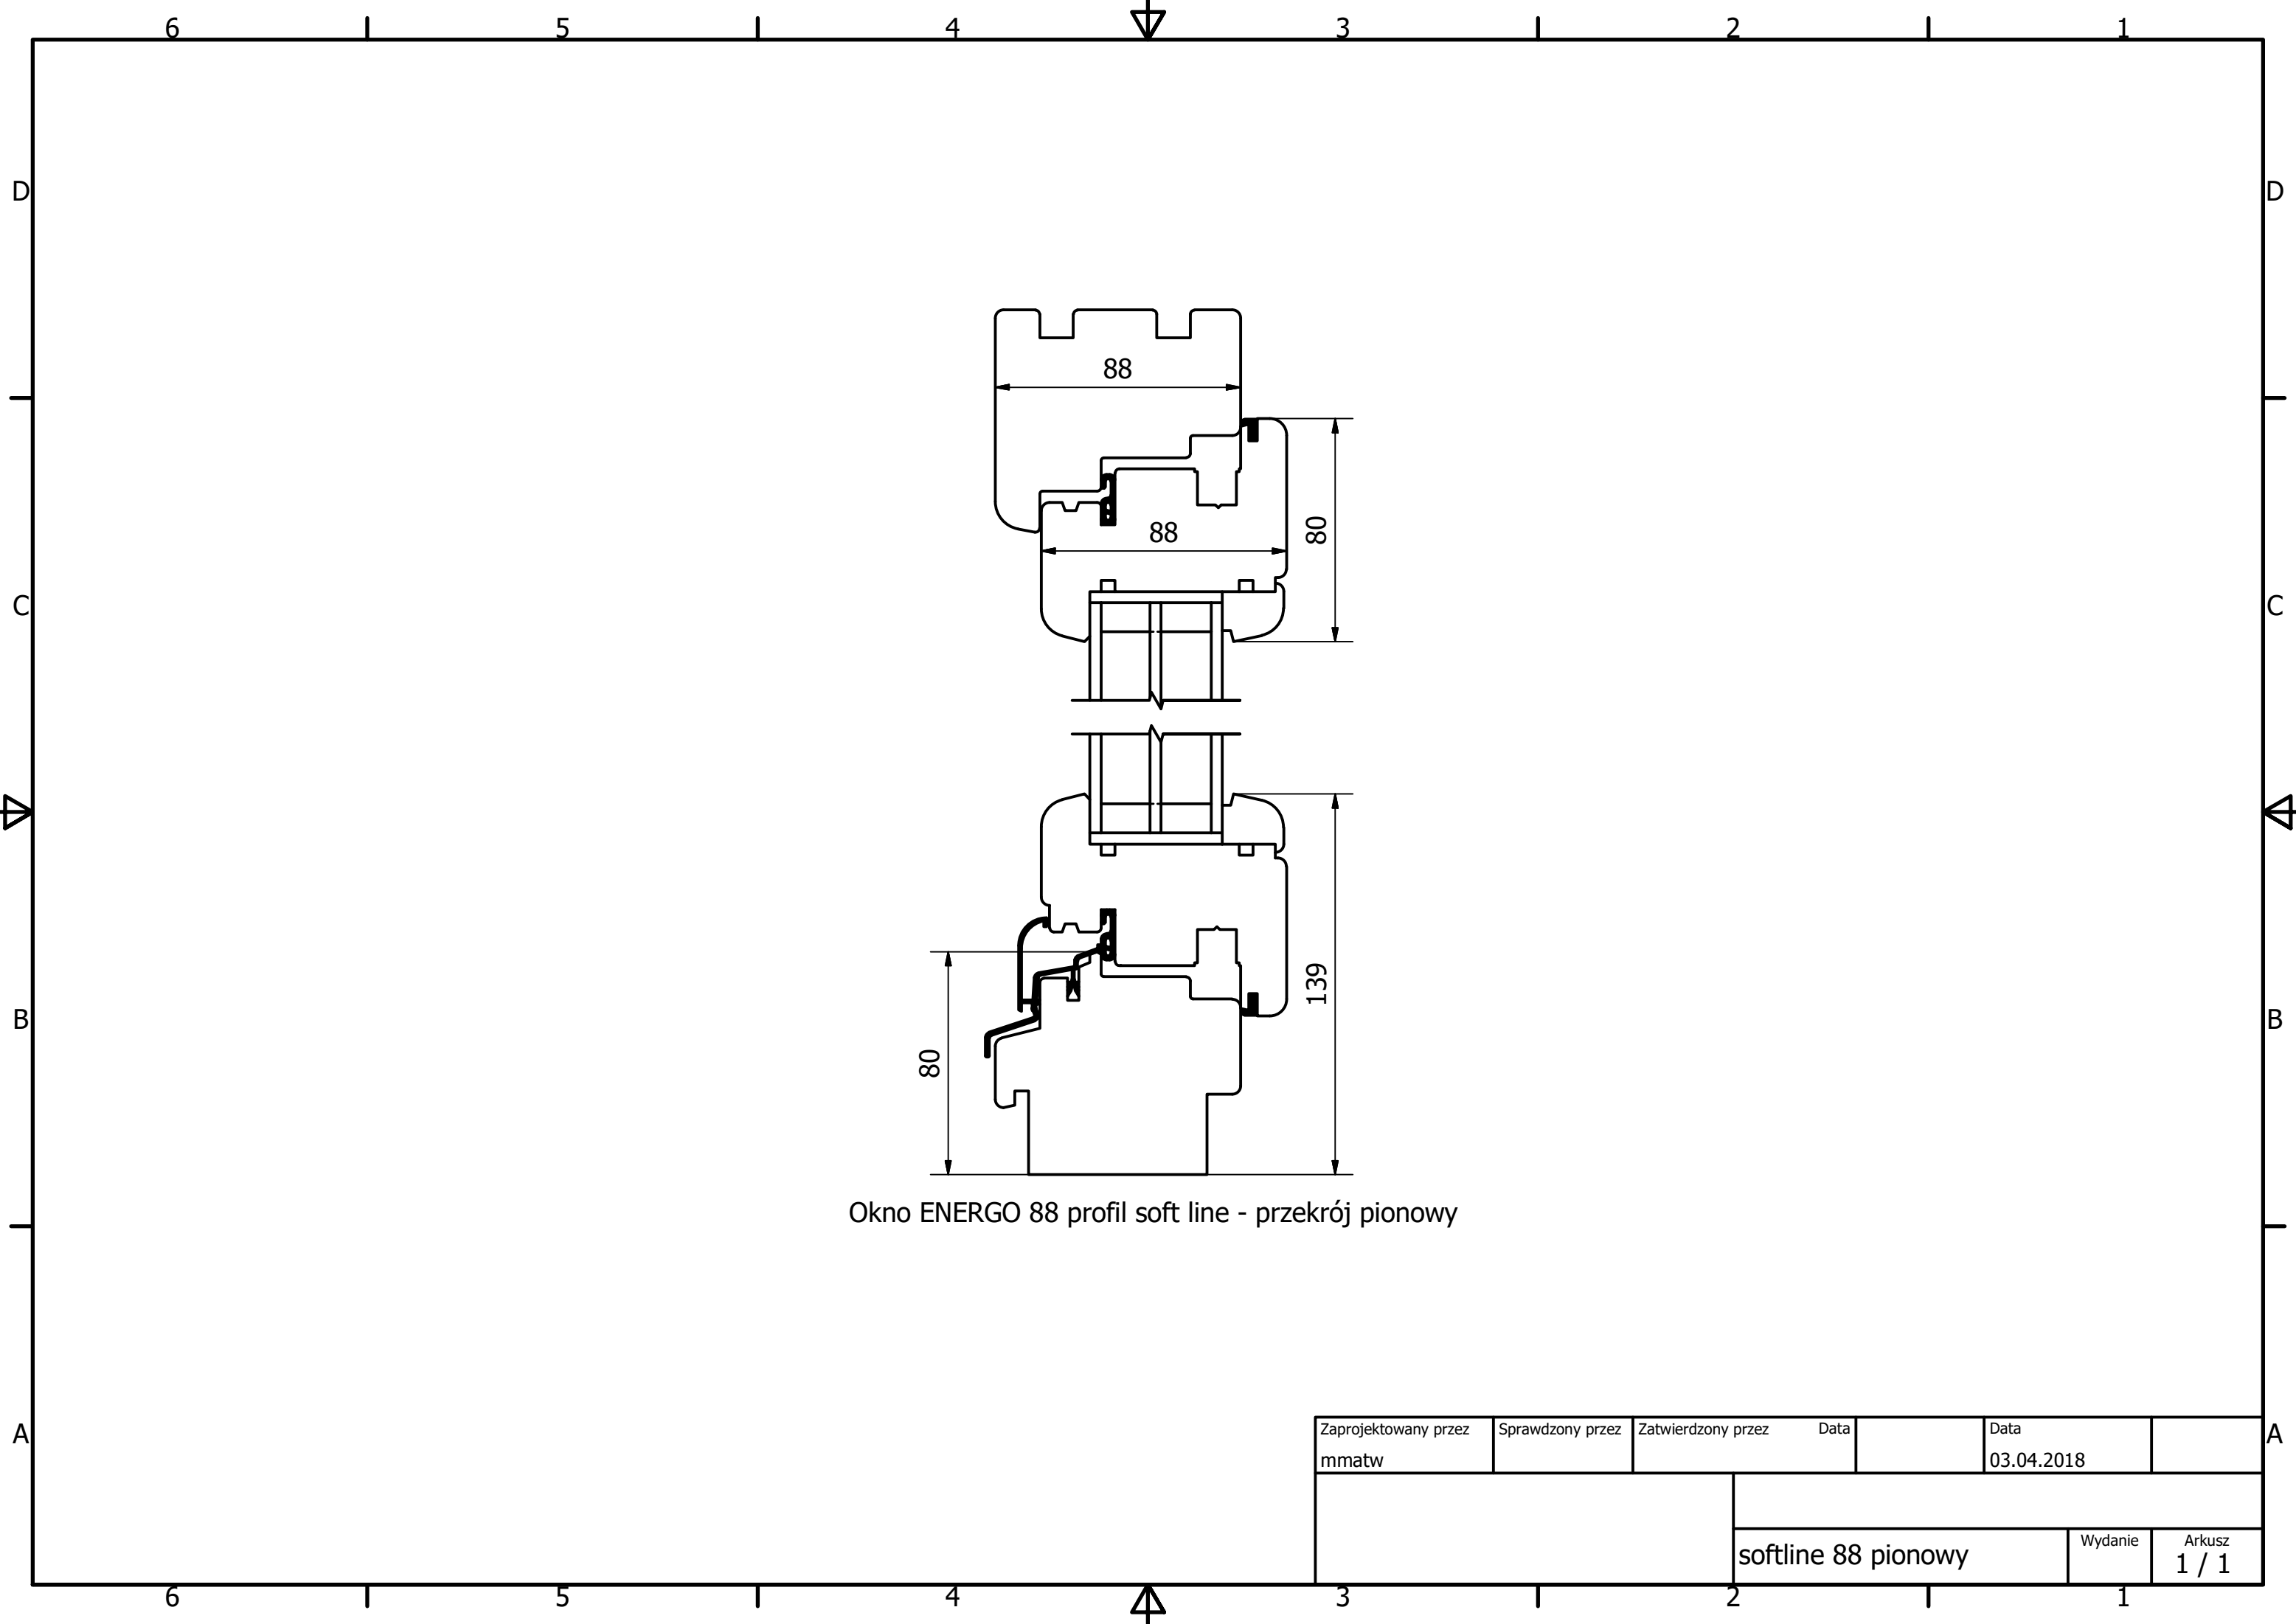 6 5 4 3 2 1
D D
88
88
80
C C
139
B B
80
Okno ENERGO 88 profil soft line - przekrój pionowy
A A
Zaprojektowany przez Sprawdzony przez Zatwierdzony przez Data Data
mmatw 03.04.2018
Wydanie Arkusz
softline 88 pionowy 1 / 1
6 5 4 3 2 1